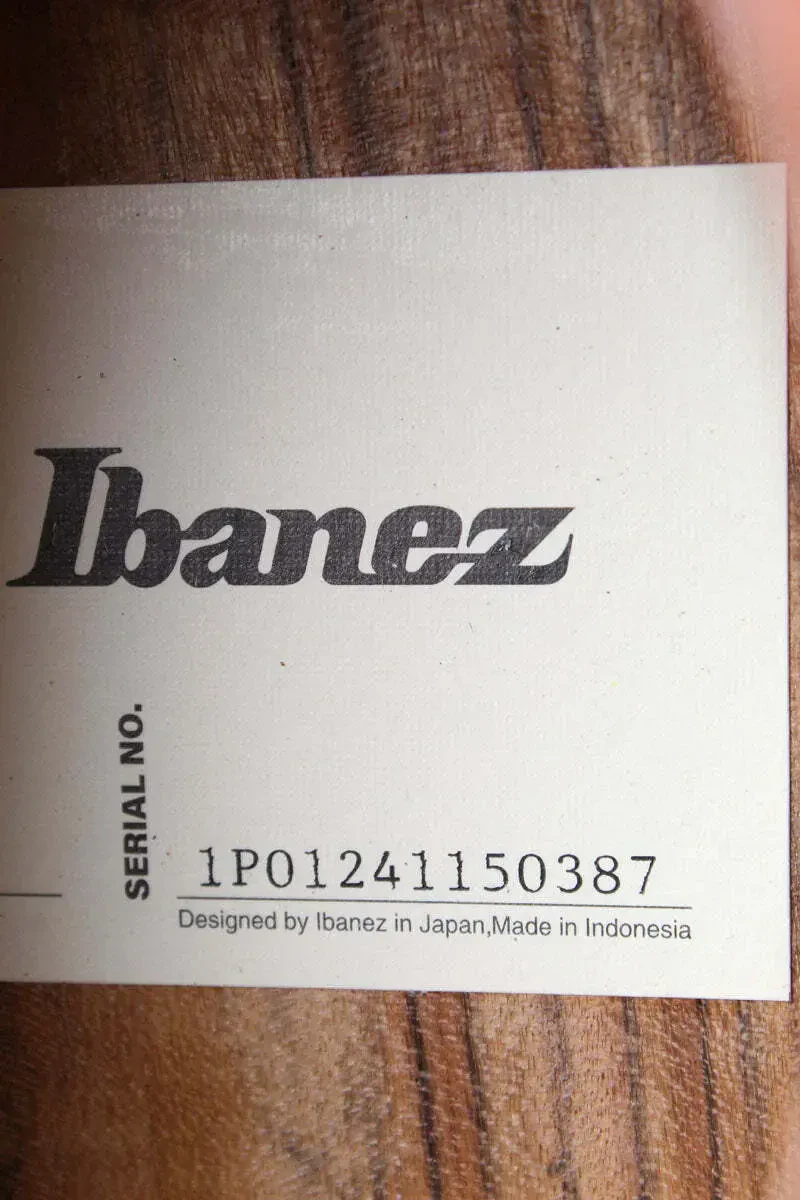 Ibanez
SERIAL NO.
1P01241150387
Designed by Ibanez in Japan,Made in Indonesia